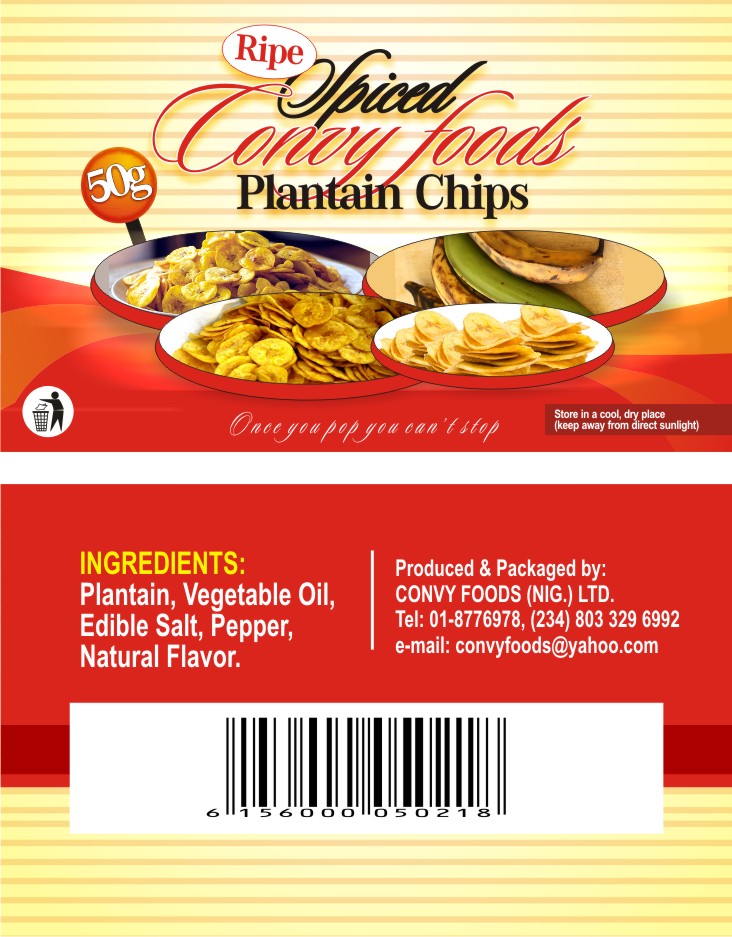 Ripe
Spiced
Convy foods
50g
Plantain Chips
Once you pop you can't stop
Store in a cool, dry place
(keep away from direct sunlight)
INGREDIENTS:
Plantain, Vegetable Oil,
Edible Salt, Pepper,
Natural Flavor.
Produced & Packaged by:
CONVY FOODS (NIG.) LTD.
Tel: 01-8776978, (234) 803 329 6992
e-mail: convyfoods@yahoo.com
6 156000 050218